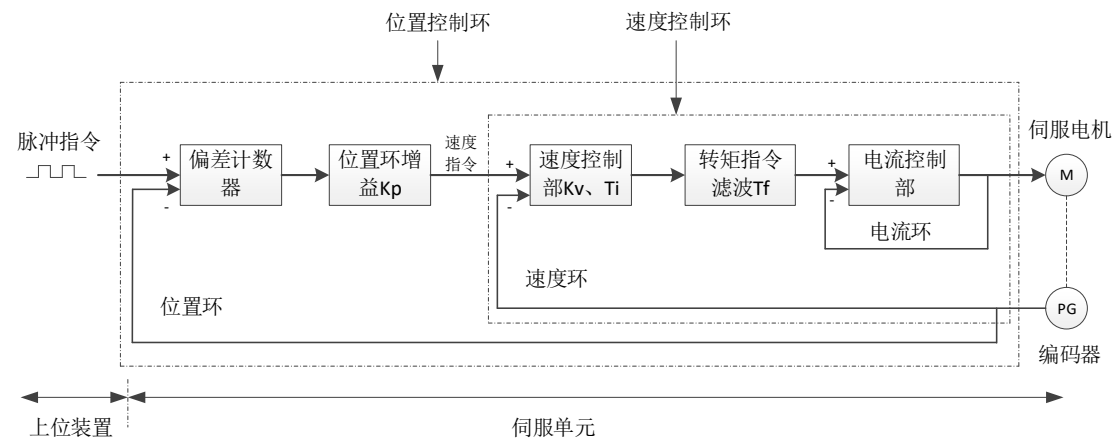 位置控制环
速度控制环
脉冲指令
+
-
偏差计数
器
位置环增
益Kp
速度
指令
+
-
速度控制
部Kv、Ti
转矩指令
滤波Tf
+
-
电流控制
部
伺服电机
M
电流环
速度环
位置环
PG
编码器
上位装置
伺服单元